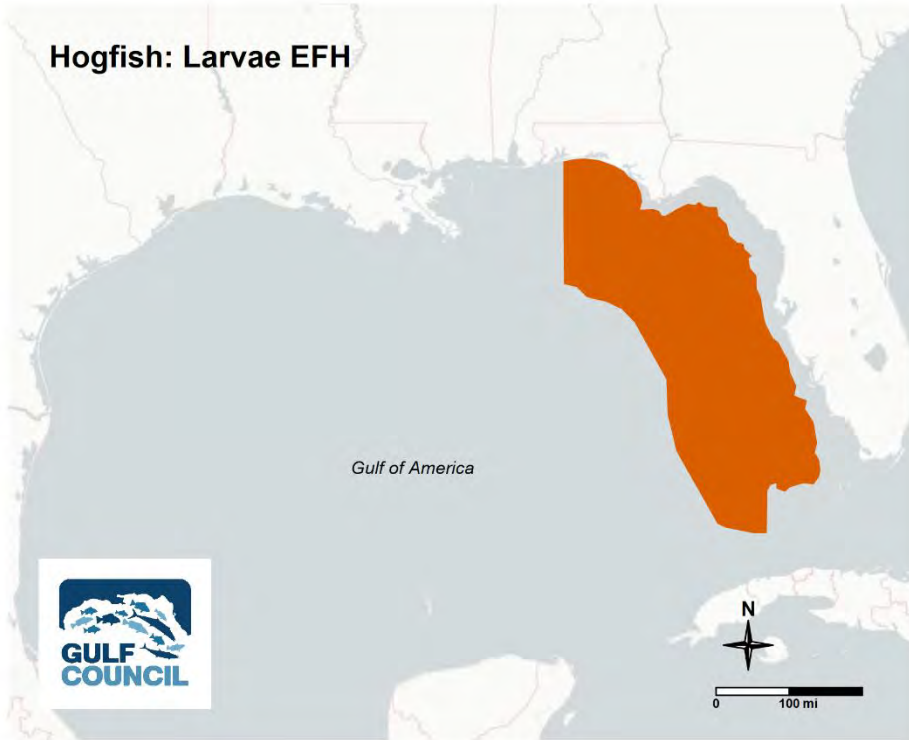 Hogfish: Larvae EFH
Gulf of America
GULF
COUNCIL
N
0 100 mi